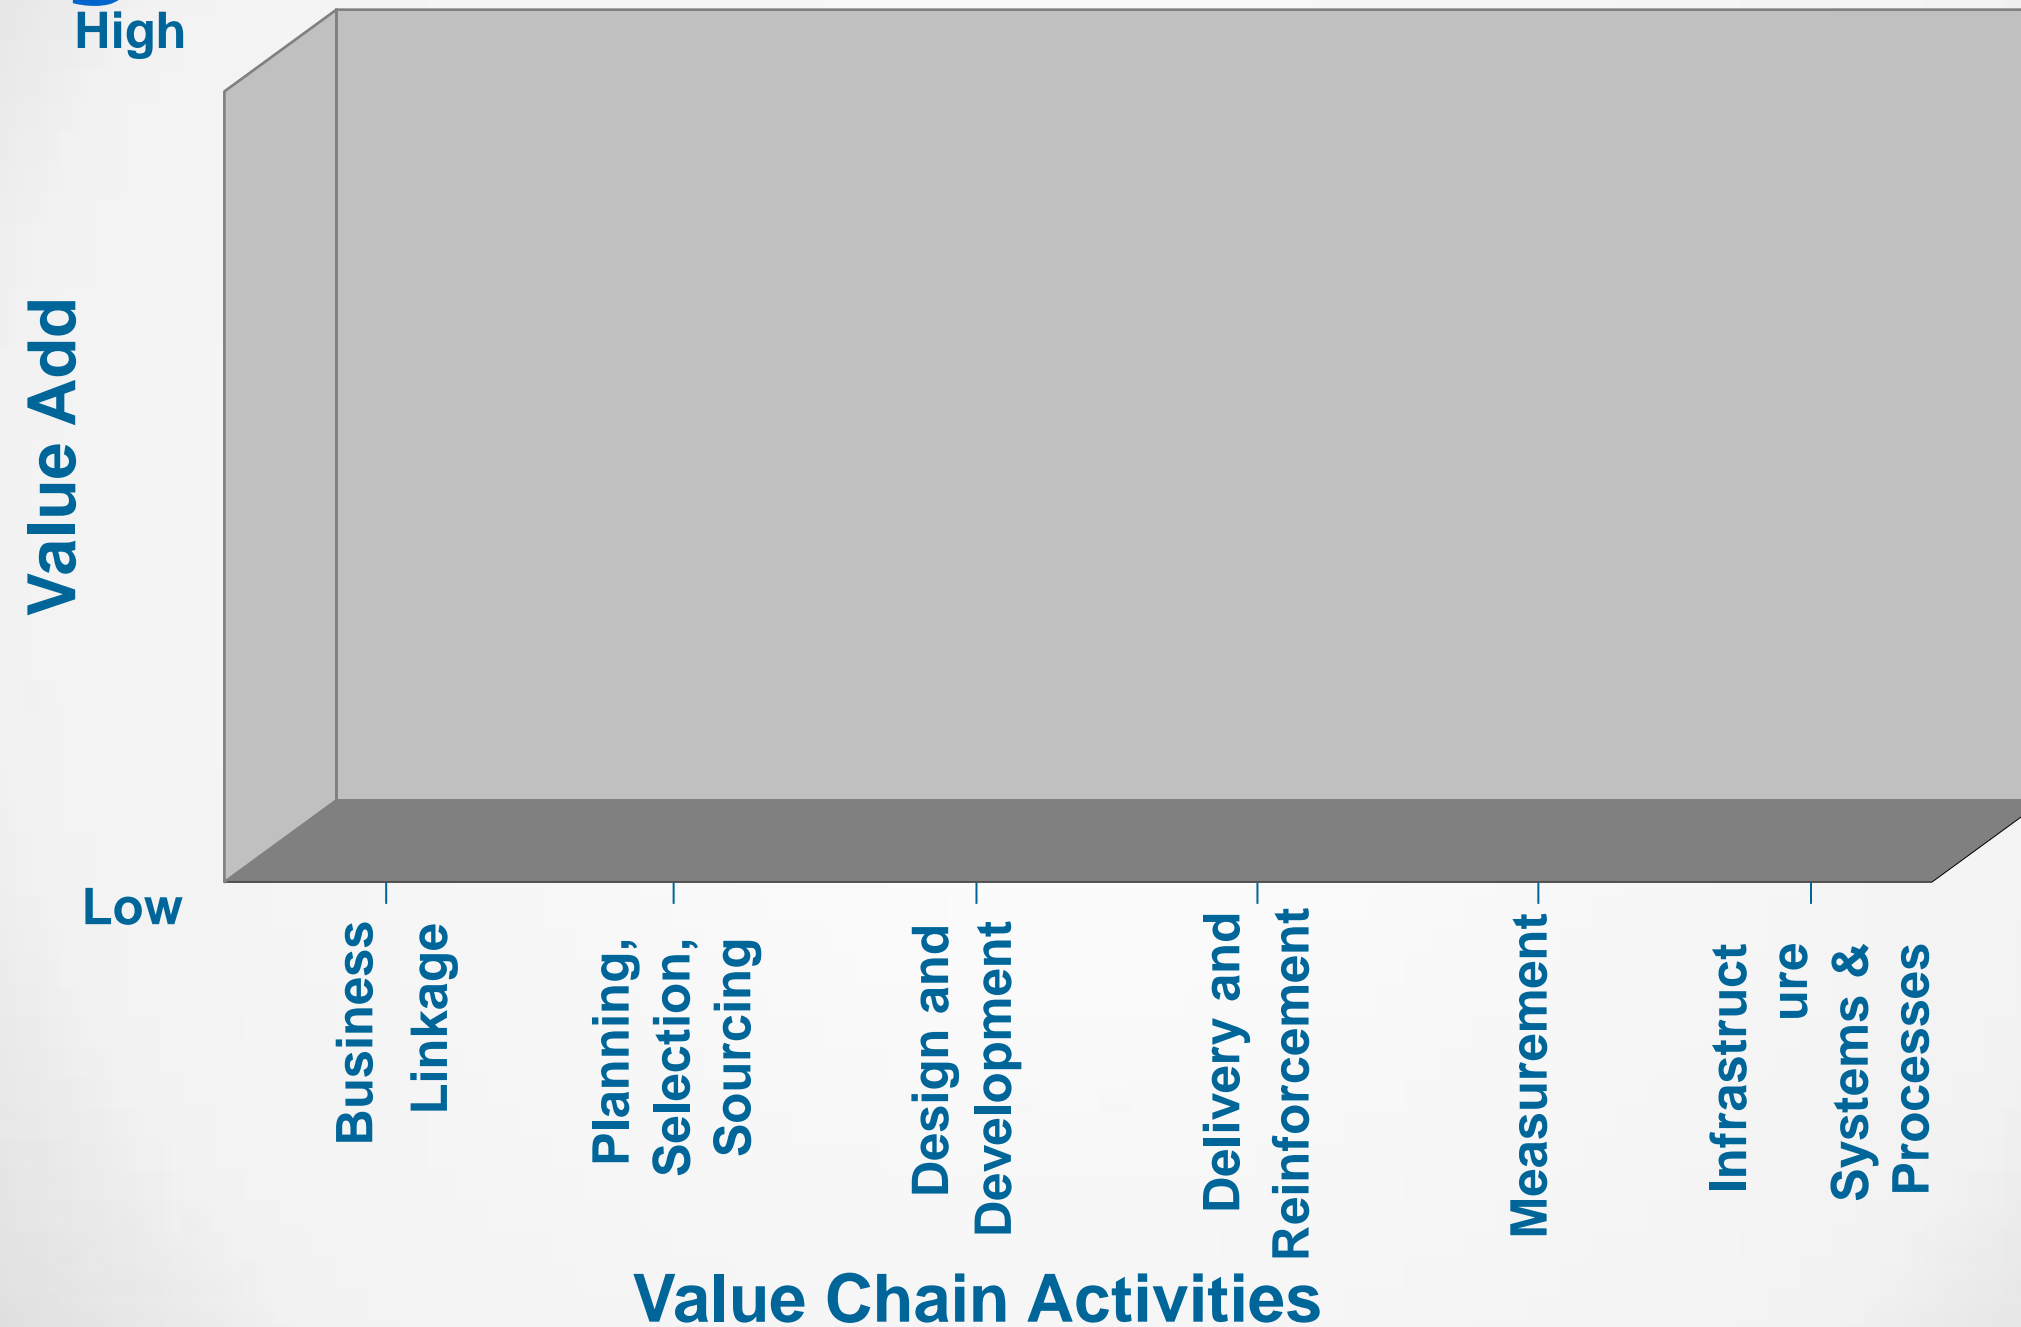 High
Value Add
Low
Business
Linkage
Planning,
Selection,
Sourcing
Design and
Development
Delivery and
Reinforcement
Measurement
Infrastruct
ure
Systems &
Processes
Value Chain Activities